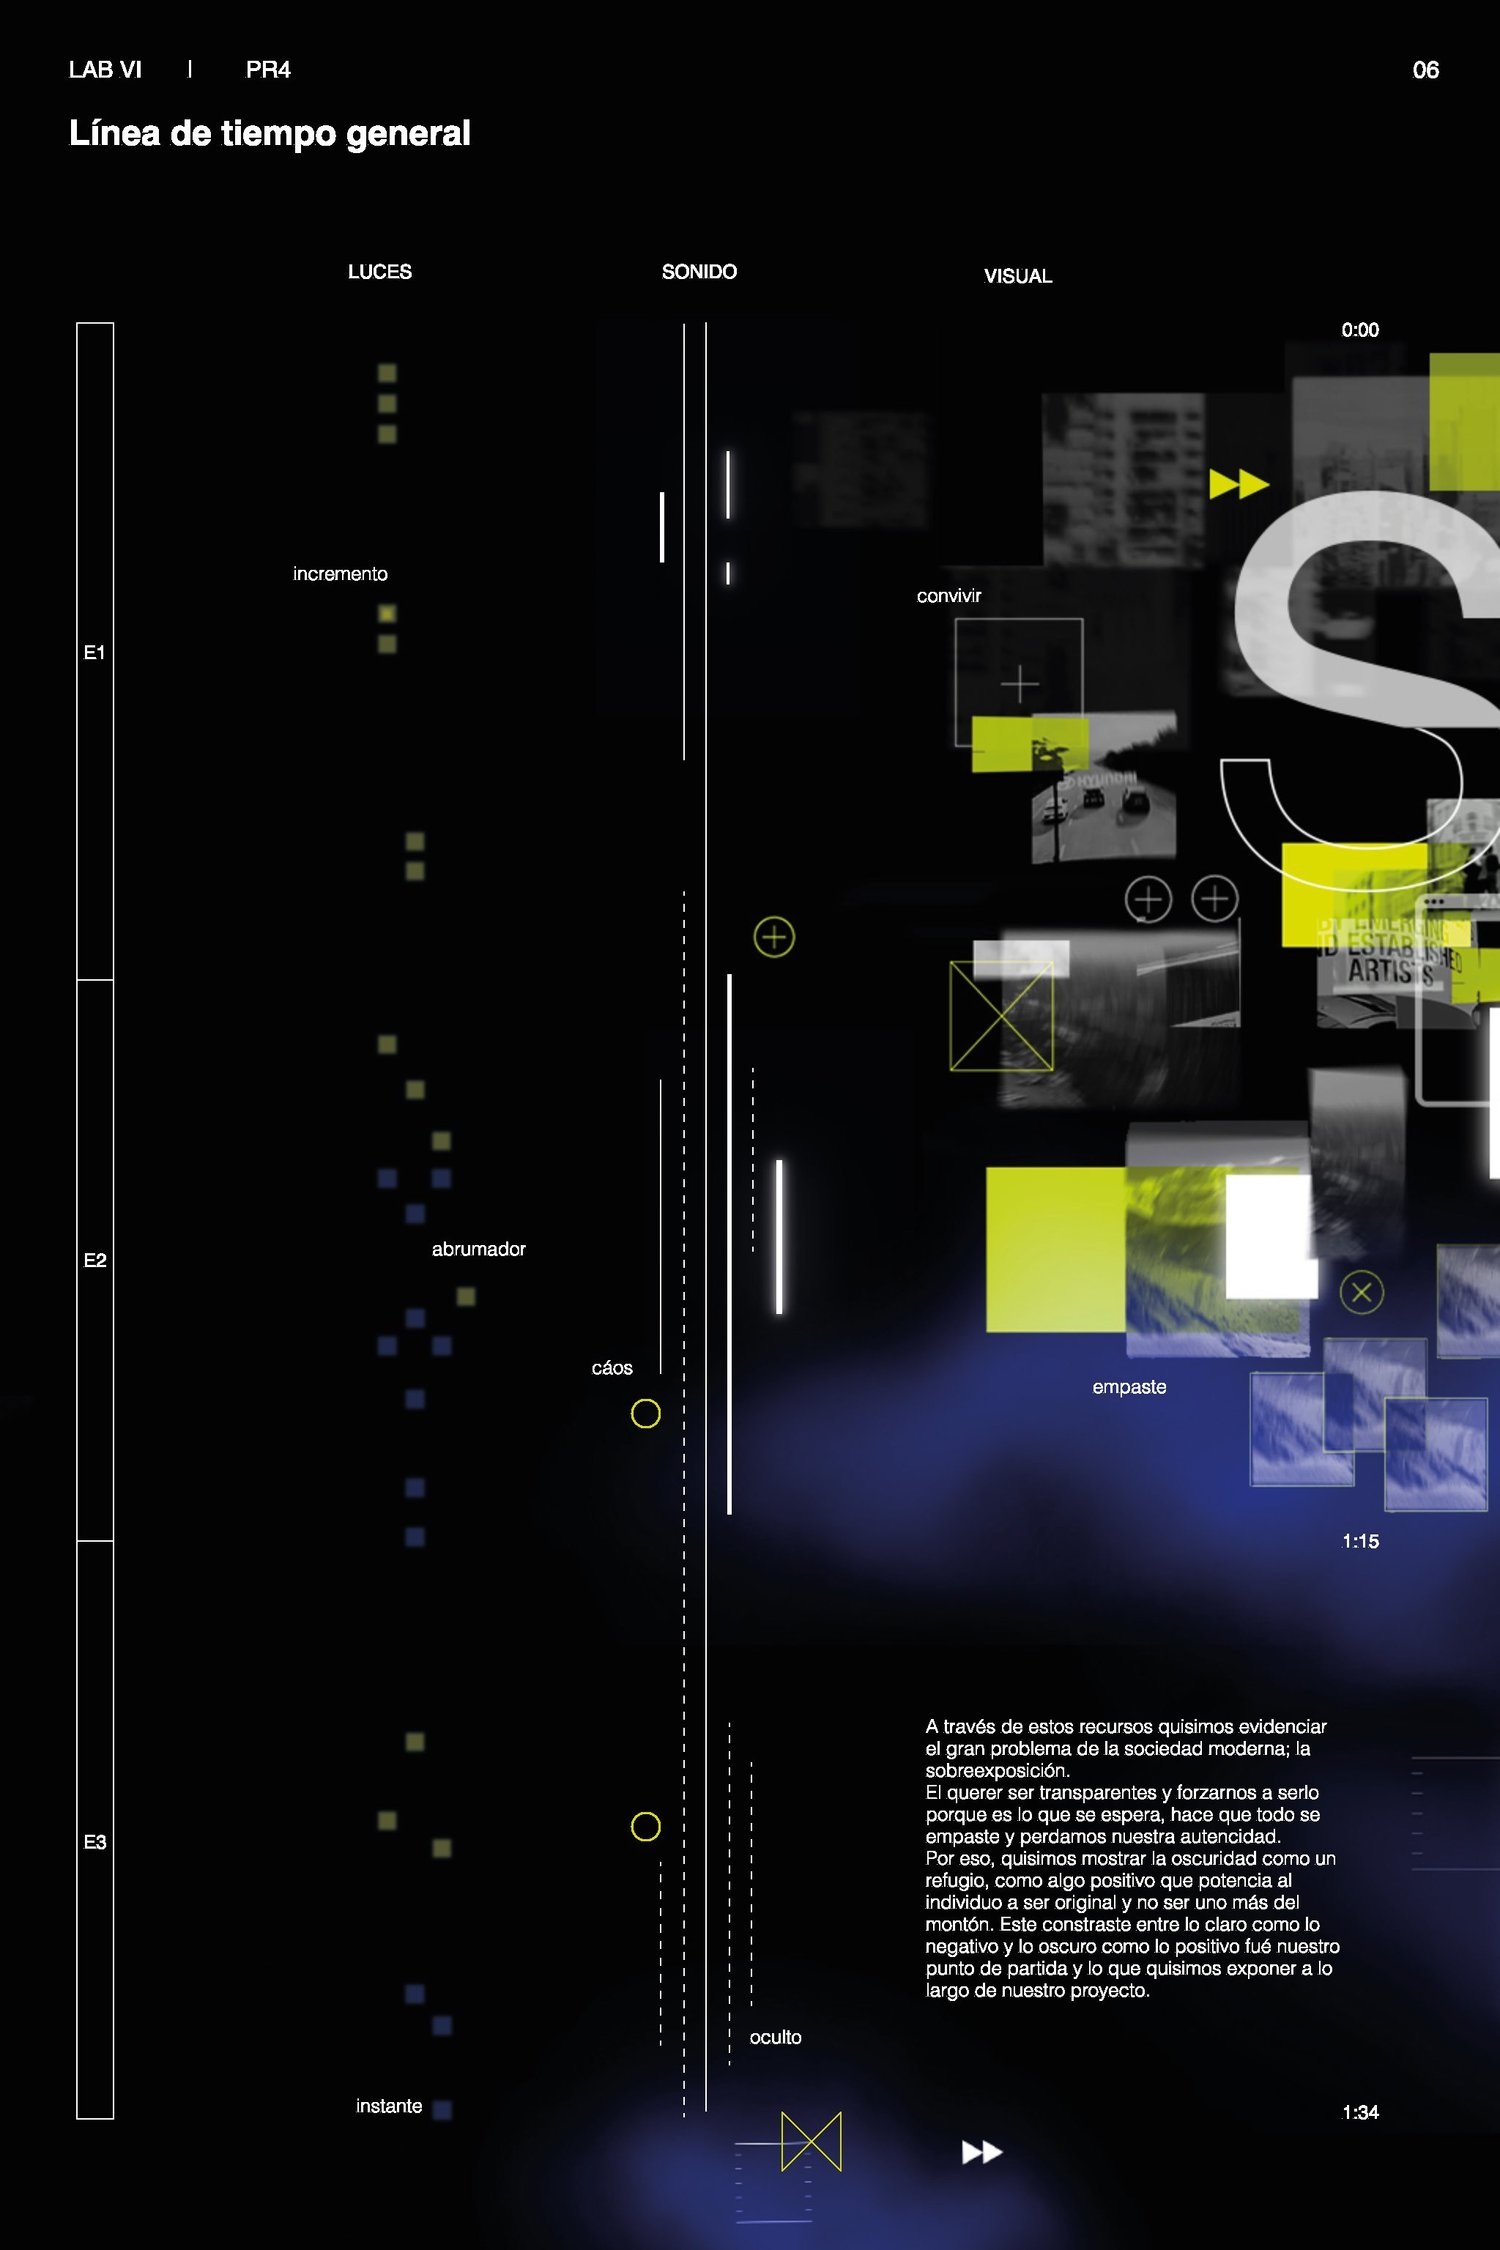 LAB VI | PR4 06
Línea de tiempo general
LUCES SONIDO VISUAL
0:00
incremento
convivir
E1
S
HYUNDAI
BY EMERGING
ND ESTABLISHED
ARTISTS
abrumador
E2
cáos
empaste
1:15
A través de estos recursos quisimos evidenciar
el gran problema de la sociedad moderna; la
sobreexposición.
El querer ser transparentes y forzarnos a serlo
porque es lo que se espera, hace que todo se
empaste y perdamos nuestra autencidad.
Por eso, quisimos mostrar la oscuridad como un
refugio, como algo positivo que potencia al
individuo a ser original y no ser uno más del
montón. Este constraste entre lo claro como lo
negativo y lo oscuro como lo positivo fué nuestro
punto de partida y lo que quisimos exponer a lo
largo de nuestro proyecto.
E3
oculto
instante
1:34